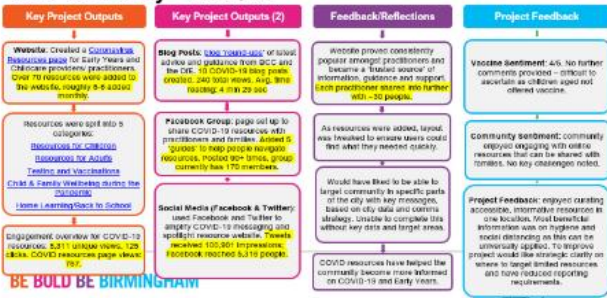 Key Project Outputs
Website: Created a Coronavirus
Resources page for Early Years and
Childcare providers/ practitioners.
Over 70 resources were added to
the website, roughly 6-8 added
monthly.
Resources were split into 5
categories:
Resources for Children
Resources for Adults
Testing and Vaccinations
Child & Family Wellbeing during the
Pandemic
Home Learning/Back to School
Engagement overview for COVID-19
resources: unique views,
clicks. COVID resources page views:
787.
Key Project Outputs (2)
Blog Posts: blog 'round-ups' of latest
advice and guidance from BCC and
the DfE. 10 COVID-19 blog posts
created, 240 total views. Avg. time
reading: 4 min 29 sec
Facebook Group: page set up to
share COVID-19 resources with
practitioners and families. Added 5
'guides' to help people navigate
resources. Posted 90+ times, group
currently has 170 members.
Social Media (Facebook & Twitter):
used Facebook and Twitter to
amplify COVID-19 messaging and
spotlight resource website. Tweets
received impressions;
Facebook reached people.
Feedback/Reflections
Website proved consistently
popular amongst practitioners and
became a 'trusted source' of
information, guidance and support.
Each practitioner shared info further
with ~30 people.
As resources were added, layout
was tweaked to ensure users could
find what they needed quickly.
Would have liked to be able to
target community in specific parts
of the city with key messages,
based on city data and comms
strategy. Unable to complete this
without key data and target areas.
COVID resources have helped the
community become more informed
on COVID-19 and Early Years.
Project Feedback
Vaccine Sentiment: 4/5. No further
comments provided – difficult to
ascertain as children aged not
offered vaccine.
Community Sentiment: community
enjoyed engaging with online
resources that can be shared with
families. No key challenges noted.
Project Feedback: enjoyed curating
accessible, informative resources in
one location. Most beneficial
information was on hygiene and
social distancing as this can be
universally applied. To improve
project would like strategic clarity on
where to target limited resources
and have reduced reporting
requirements.
BE BOLD BE BIRMINGHAM